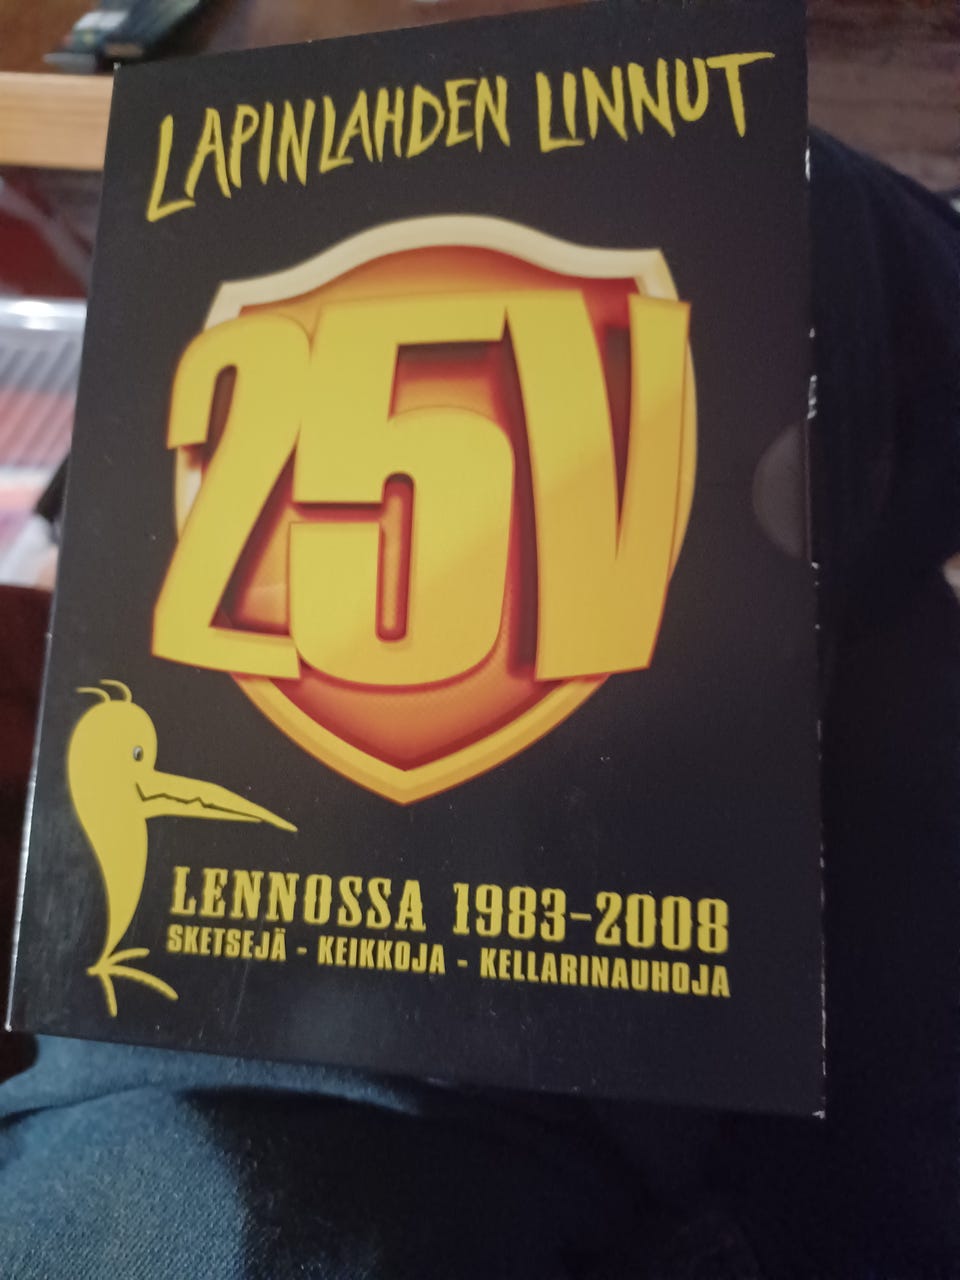 LAPINLAHDEN LINNUT
25V
LENNOSSA 1983-2008
SKETSEJÄ - KEIKKOJA - KELLARINAUHOJA